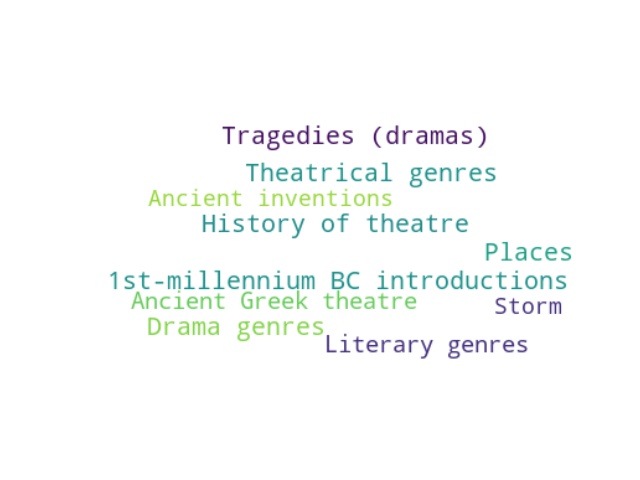 Tragedies (dramas)
Theatrical genres
Ancient inventions
History of theatre
Places
1st-millennium BC introductions
Ancient Greek theatre
Storm
Drama genres
Literary genres